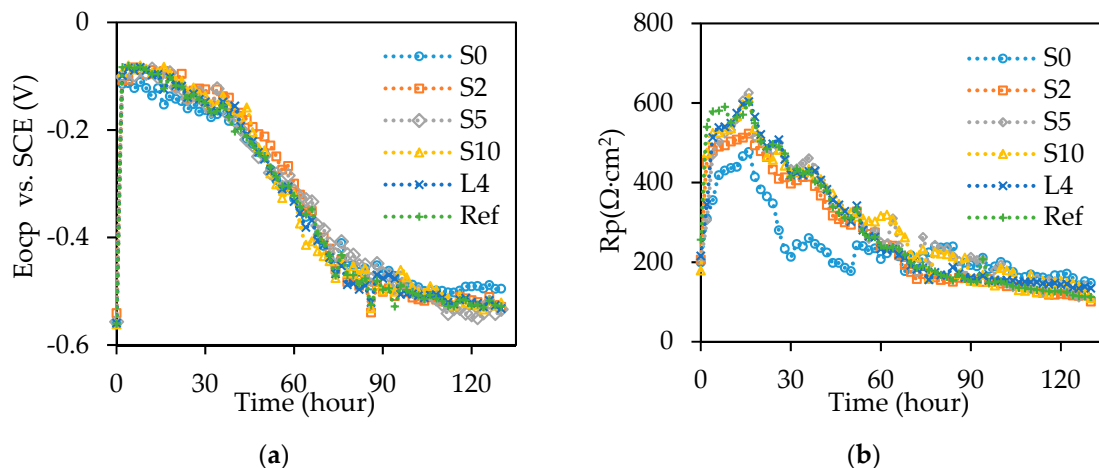 0
-0.2
-0.4
-0.6
Eocp vs. SCE (V)
0
30
60
90
120
Time (hour)
S0
S2
S5
S10
L4
Ref
(a)
800
600
400
200
0
Rp(Ω·cm²)
0
30
60
90
120
Time (hour)
S0
S2
S5
S10
L4
Ref
(b)